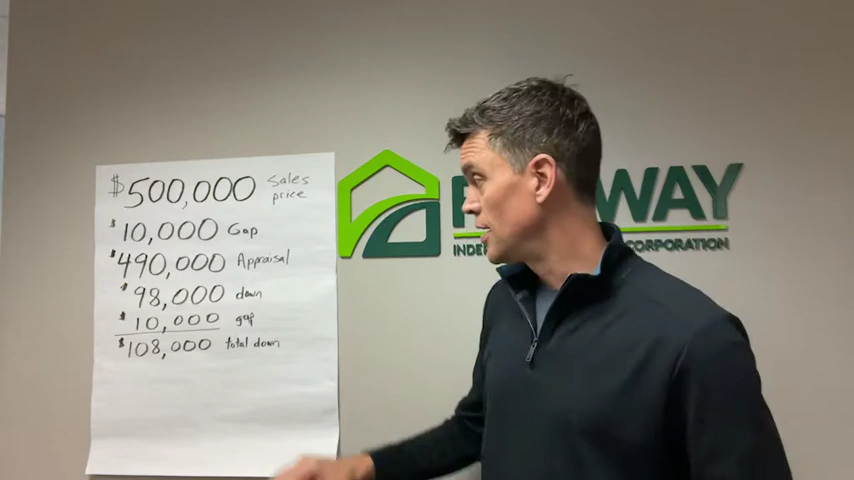 $500,000 Sales price
$10,000 Gap
$490,000 Appraisal
$98,000 down
$10,000 gap
$108,000 total down
WAY
CORPORATION